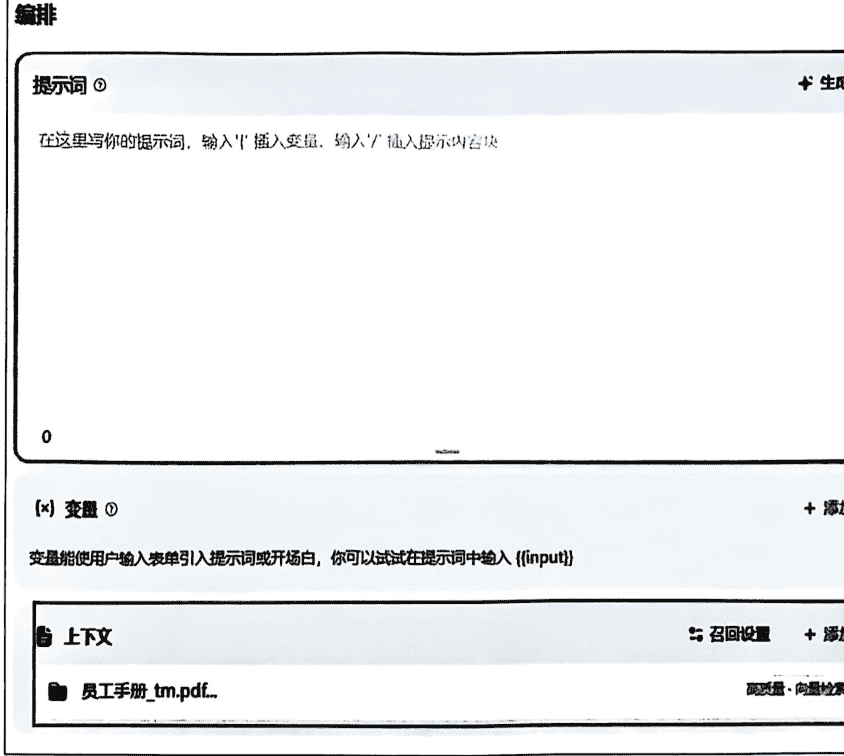 编排
提示词
生成
在这里写你的提示词，输入'{' 插入变量、输入'/' 插入提示内容块
0
{x} 变量
+ 添加
变量能使用户输入表单引入提示词或开场白，你可以试试在提示词中输入 {{input}}
上下文
召回设置
+ 添加
员工手册_tm.pdf...
高质量 · 向量检索